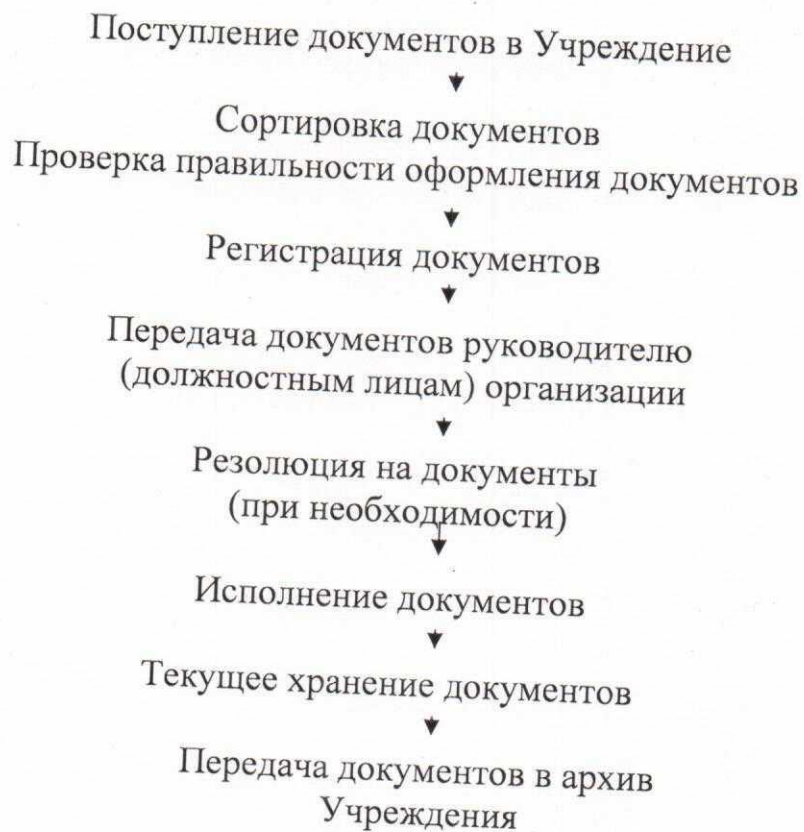 Поступление документов в Учреждение
Сортировка документов
Проверка правильности оформления документов
Регистрация документов
Передача документов руководителю
(должностным лицам) организации
Резолюция на документы
(при необходимости)
Исполнение документов
Текущее хранение документов
Передача документов в архив
Учреждения